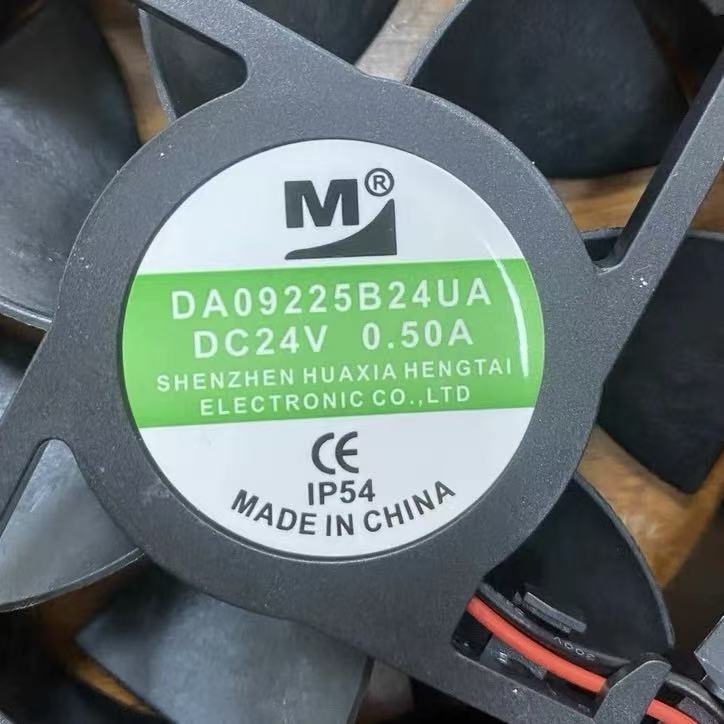 M®
DA09225B24UA
DC24V 0.50A
SHENZHEN HUAXIA HENGTAI
ELECTRONIC CO.,LTD
CE
IP54
MADE IN CHINA